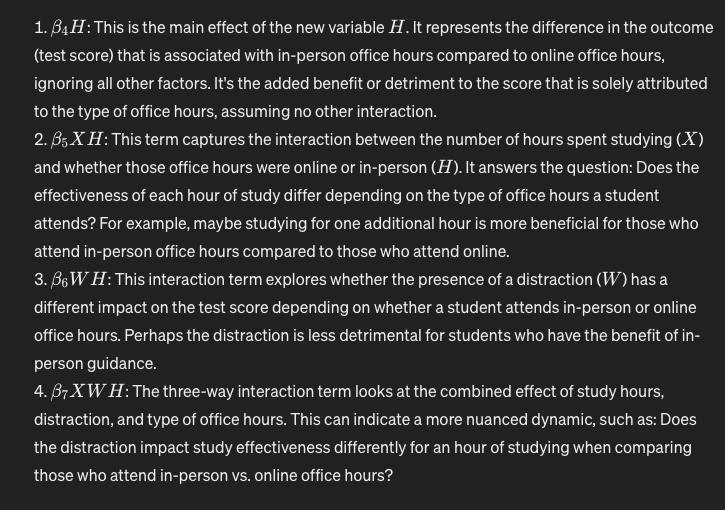 1. β₄H: This is the main effect of the new variable H. It represents the difference in the outcome
(test score) that is associated with in-person office hours compared to online office hours,
ignoring all other factors. It's the added benefit or detriment to the score that is solely attributed
to the type of office hours, assuming no other interaction.
2. β₅XH: This term captures the interaction between the number of hours spent studying (X)
and whether those office hours were online or in-person (H). It answers the question: Does the
effectiveness of each hour of study differ depending on the type of office hours a student
attends? For example, maybe studying for one additional hour is more beneficial for those who
attend in-person office hours compared to those who attend online.
3. β₆WH: This interaction term explores whether the presence of a distraction (W) has a
different impact on the test score depending on whether a student attends in-person or online
office hours. Perhaps the distraction is less detrimental for students who have the benefit of in-
person guidance.
4. β₇XWH: The three-way interaction term looks at the combined effect of study hours,
distraction, and type of office hours. This can indicate a more nuanced dynamic, such as: Does
the distraction impact study effectiveness differently for an hour of studying when comparing
those who attend in-person vs. online office hours?